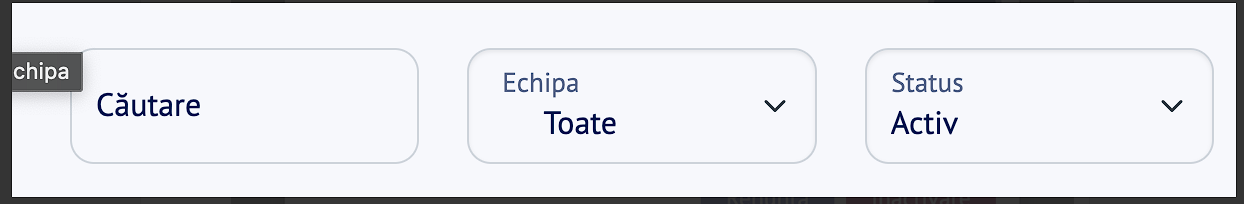 chipa
Căutare
Echipa
Toate
Status
Activ